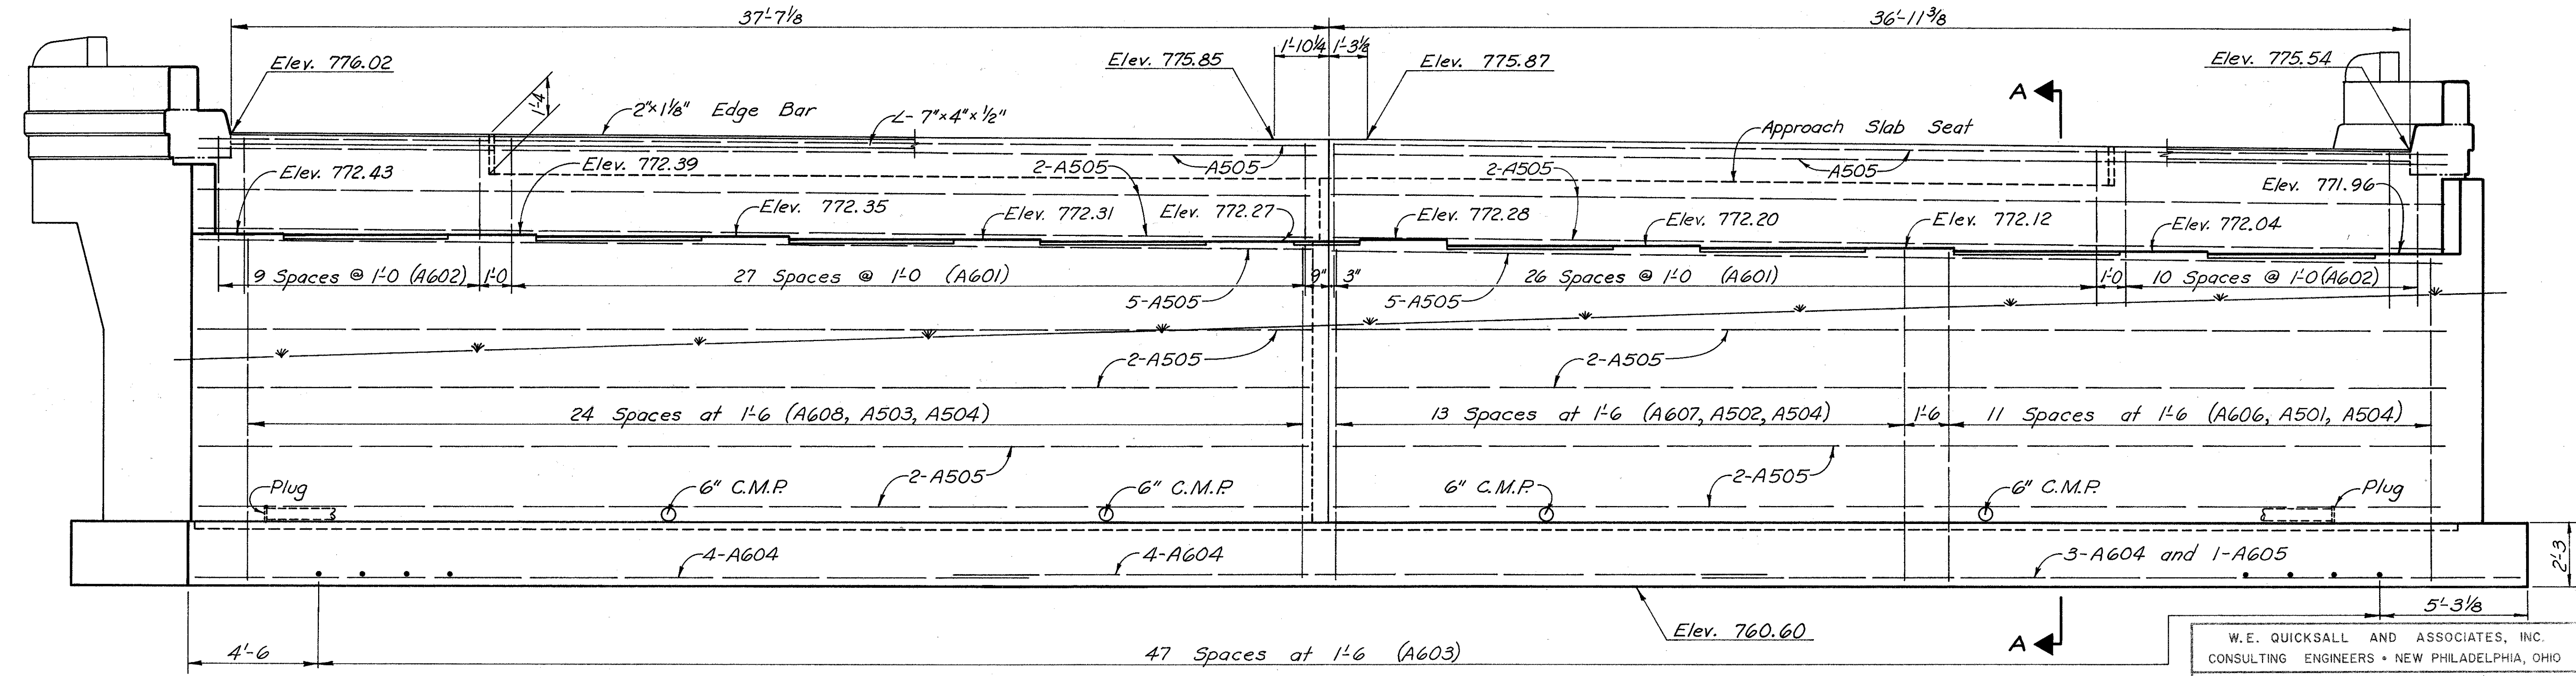 37'-7 1/8
36'-11 3/8
1'-10 1/4
1'-3 1/2
Elev. 776.02
Elev. 775.85
Elev. 775.87
Elev. 775.54
A
1'-4
2"x 1 1/8" Edge Bar
∠- 7"x 4"x 1/2"
Approach Slab Seat
Elev. 772.43
Elev. 772.39
2-A505
A505
2-A505
A505
Elev. 771.96
Elev. 772.35
Elev. 772.31
Elev. 772.27
Elev. 772.28
Elev. 772.20
Elev. 772.12
Elev. 772.04
9 Spaces @ 1'-0 (A602)
1'-0
27 Spaces @ 1'-0 (A601)
9"
3"
26 Spaces @ 1'-0 (A601)
1'-0
10 Spaces @ 1'-0 (A602)
5-A505
5-A505
2-A505
2-A505
24 Spaces at 1'-6 (A608, A503, A504)
13 Spaces at 1'-6 (A607, A502, A504)
1'-6
11 Spaces at 1'-6 (A606, A501, A504)
2-A505
2-A505
Plug
6" C.M.P.
6" C.M.P.
6" C.M.P.
6" C.M.P.
Plug
4-A604
4-A604
3-A604 and 1-A605
2'-3
5'-3 1/8
Elev. 760.60
A
4'-6
47 Spaces at 1'-6 (A603)
W.E. QUICKSALL AND ASSOCIATES, INC.
CONSULTING ENGINEERS • NEW PHILADELPHIA, OHIO